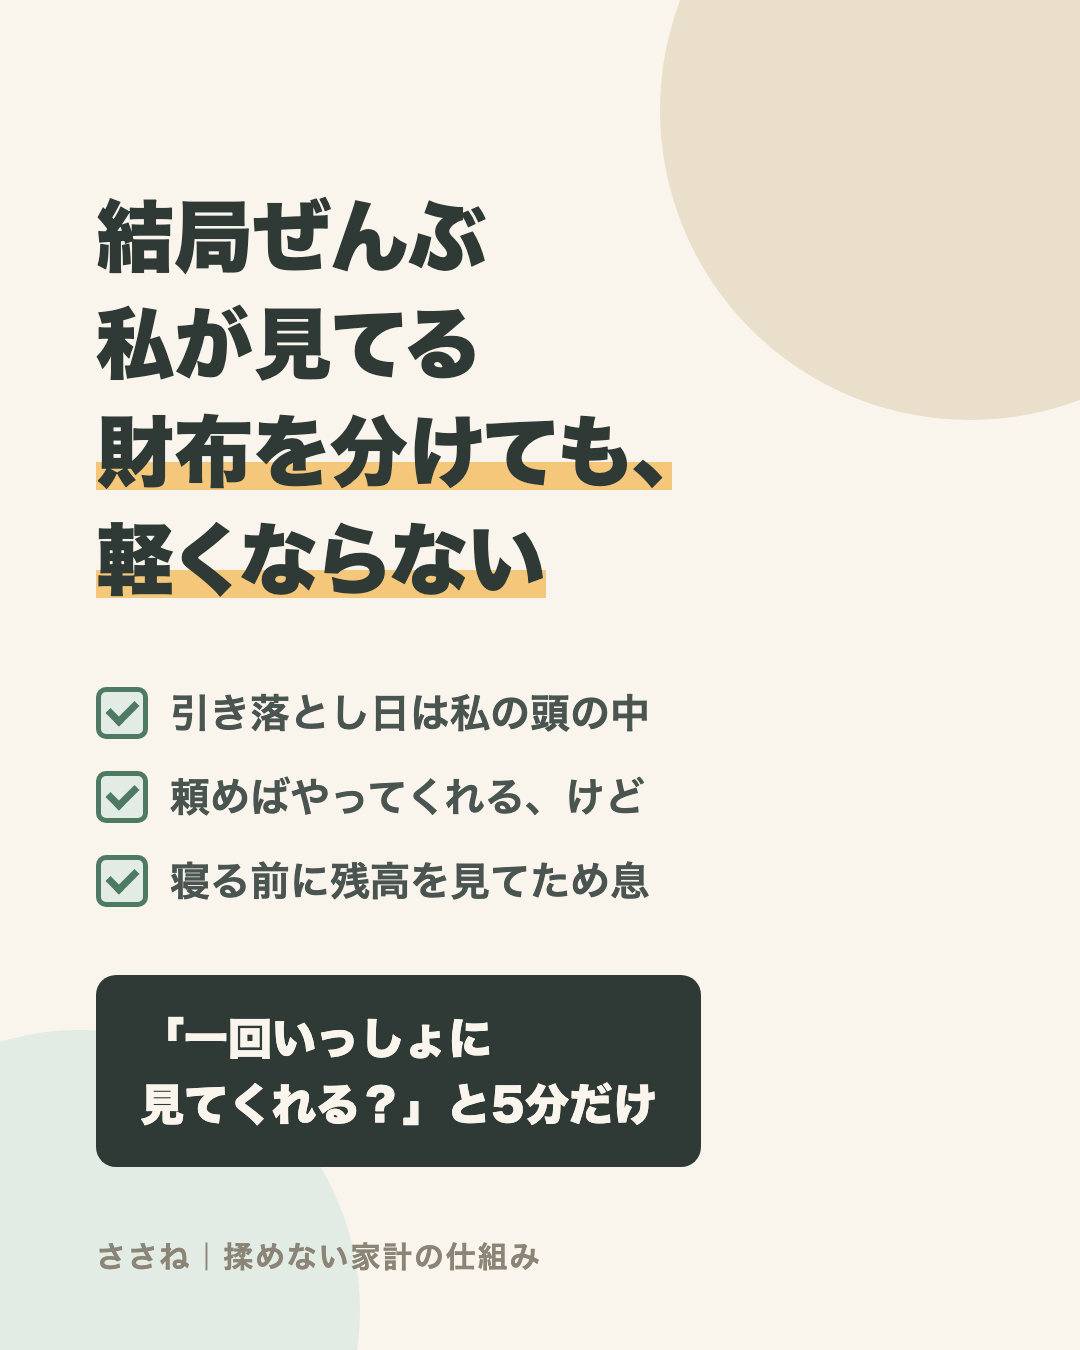 結局ぜんぶ
私が見てる
財布を分けても、
軽くならない
引き落とし日は私の頭の中
頼めばやってくれる、けど
寝る前に残高を見てため息
「一回いっしょに
見てくれる？」と5分だけ
ささね｜揉めない家計の仕組み